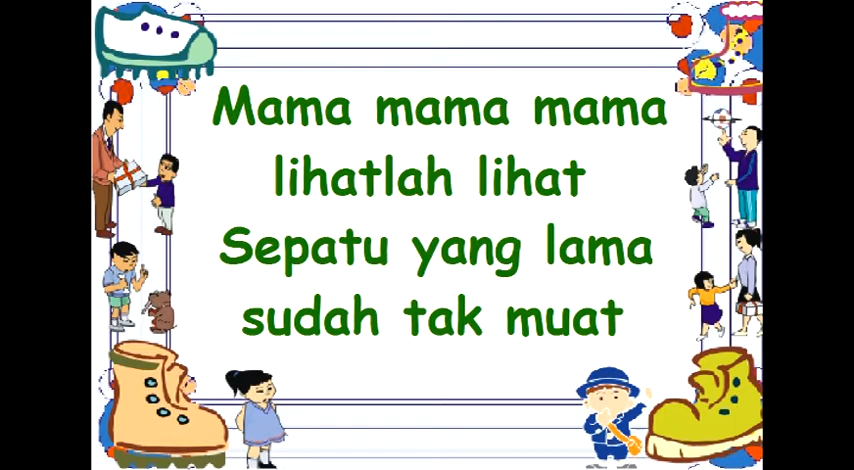 Mama mama mama
lihatlah lihat
Sepatu yang lama
sudah tak muat